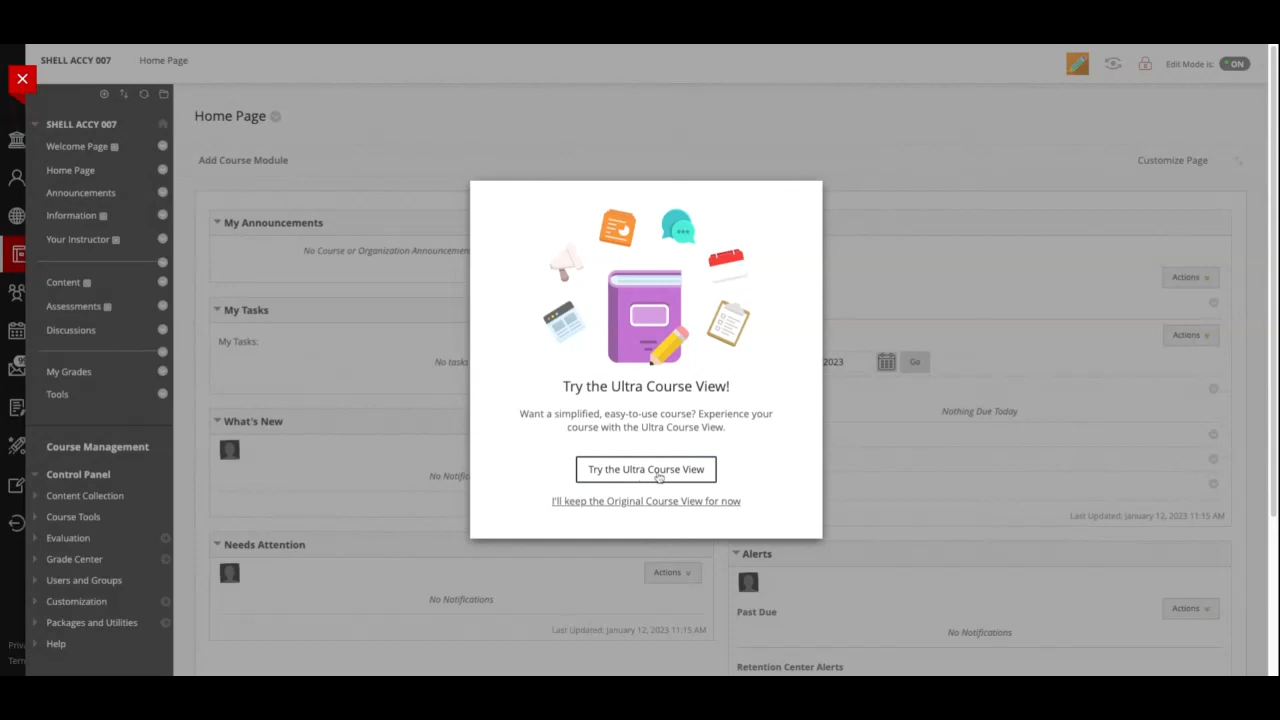 SHELL ACCY 007
Home Page
Edit Mode is:
ON
SHELL ACCY 007
Welcome Page
Home Page
Announcements
Information
Your Instructor
Content
Assessments
Discussions
My Grades
Tools
Course Management
Control Panel
Content Collection
Course Tools
Evaluation
Grade Center
Users and Groups
Customization
Packages and Utilities
Help
Home Page
Add Course Module
Customize Page
My Announcements
No Course or Organization Announcemen
My Tasks
My Tasks:
No tasks
What's New
No Notificati
Needs Attention
Actions
No Notifications
Last Updated: January 12, 2023 11:15 AM
Try the Ultra Course View!
Want a simplified, easy-to-use course? Experience your
course with the Ultra Course View.
Try the Ultra Course View
I'll keep the Original Course View for now
Actions
Actions
2023
Go
Nothing Due Today
Last Updated: January 12, 2023 11:15 AM
Alerts
Past Due
Actions
No Notifications
Retention Center Alerts